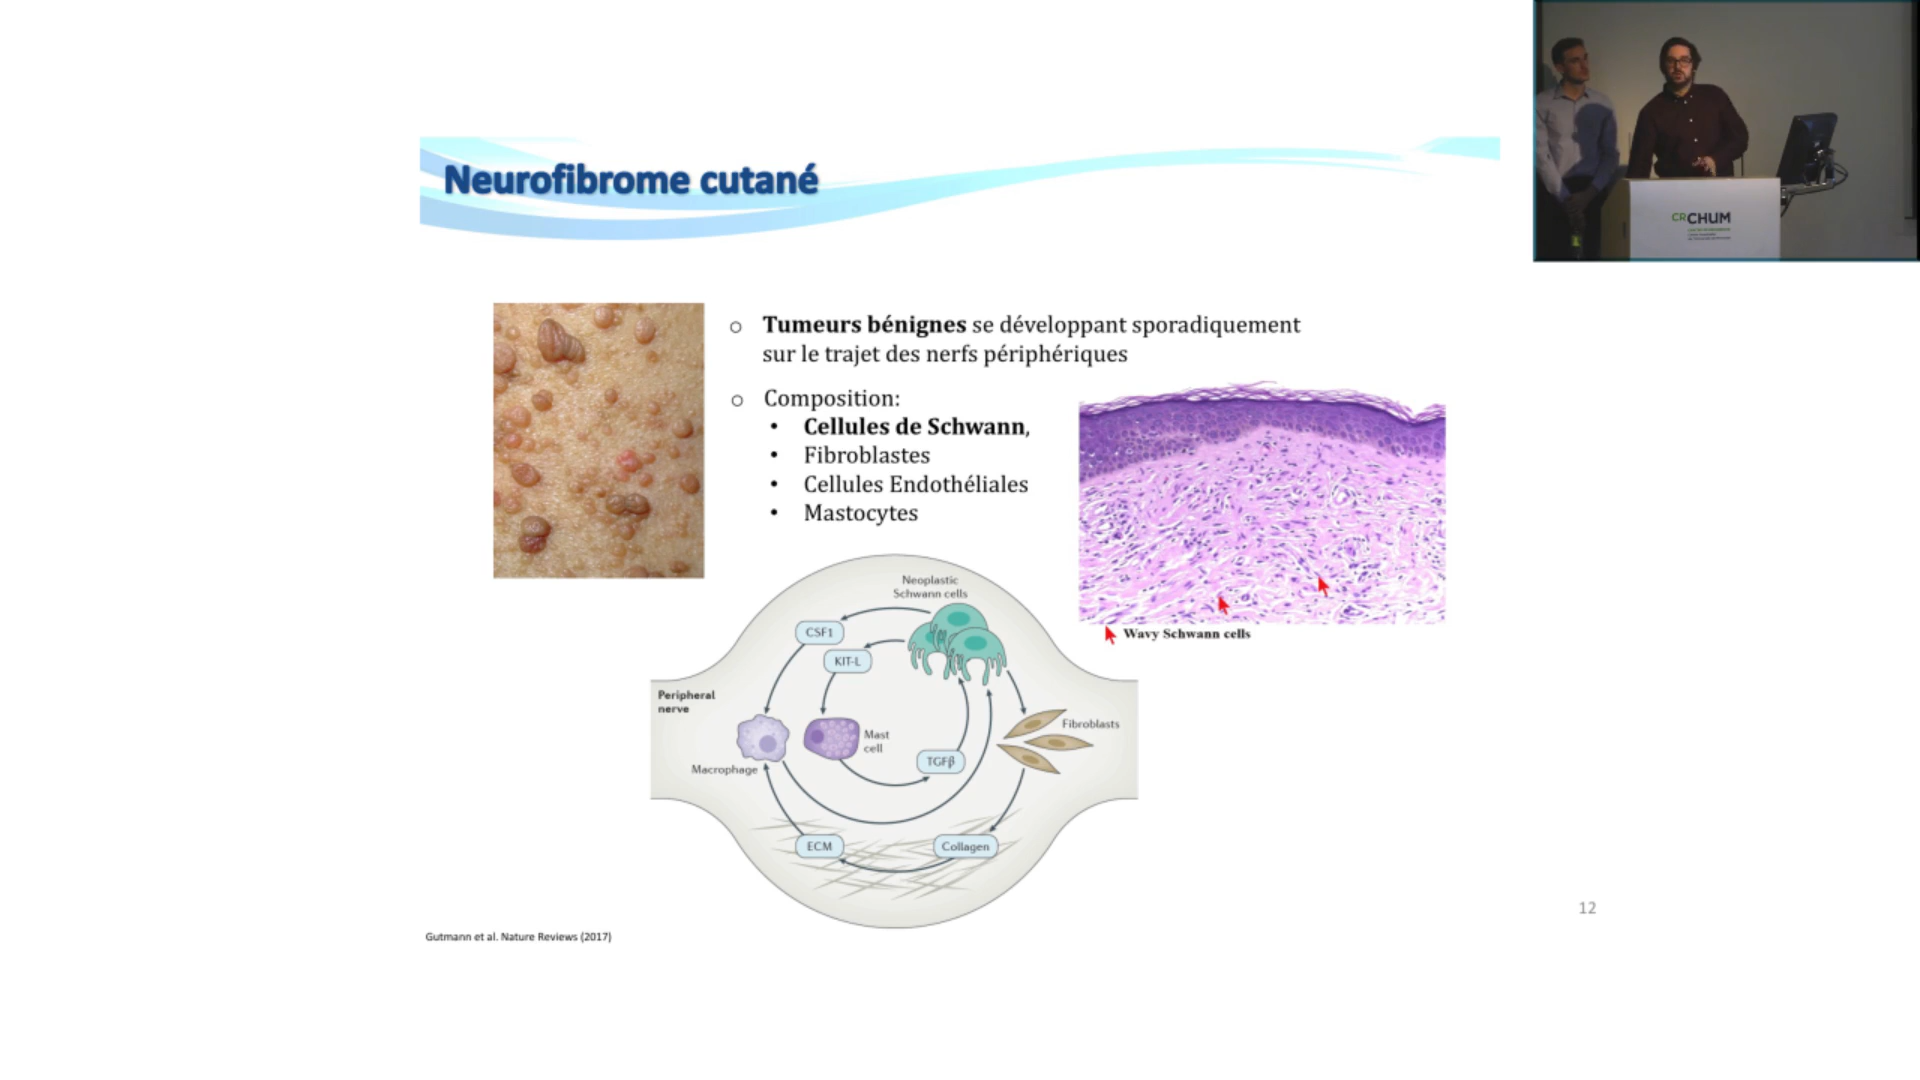 Neurofibrome cutané
CRCHUM
o Tumeurs bénignes se développant sporadiquement
sur le trajet des nerfs périphériques
o Composition:
• Cellules de Schwann,
• Fibroblastes
• Cellules Endothéliales
• Mastocytes
Wavy Schwann cells
Neoplastic
Schwann cells
CSF1
KIT-L
Peripheral
nerve
Fibroblasts
Mast
cell
TGFβ
Macrophage
ECM
Collagen
12
Gutmann et al. Nature Reviews (2017)